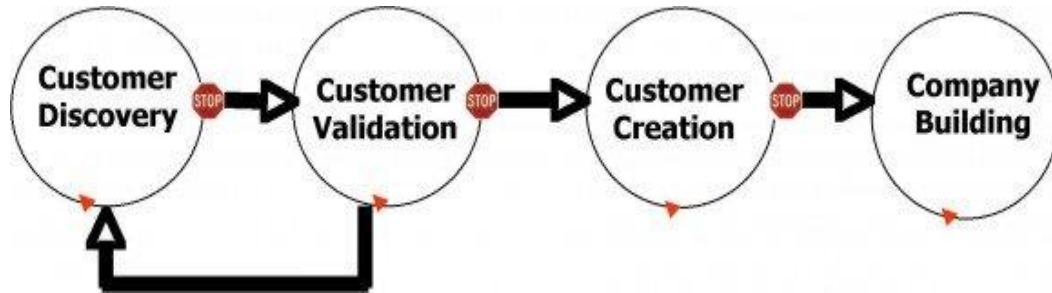 Customer
Discovery
STOP
Customer
Validation
STOP
Customer
Creation
STOP
Company
Building